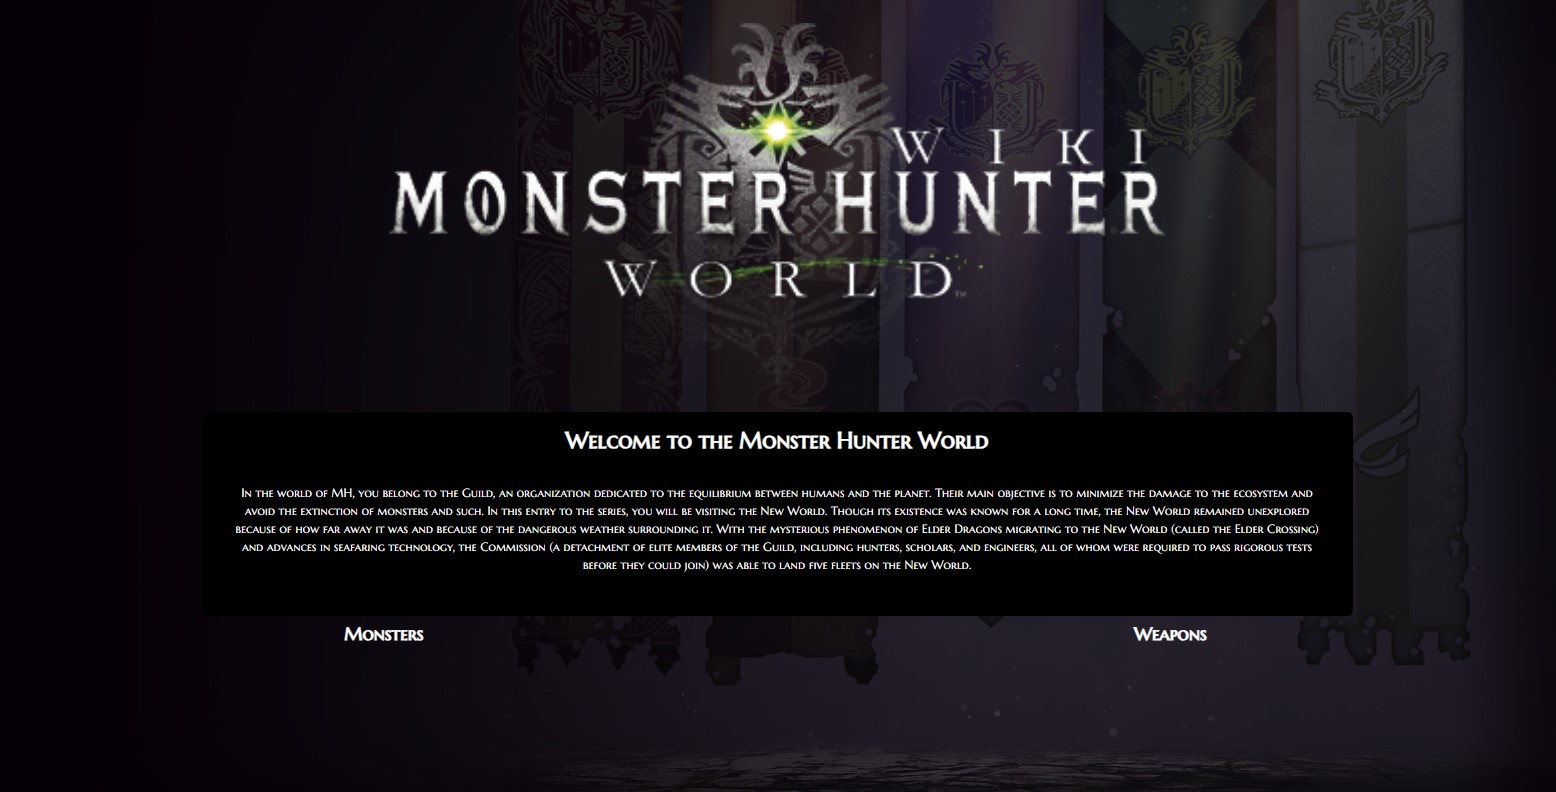 WIKI
MONSTER HUNTER
WORLD™
Welcome to the Monster Hunter World
In the world of MH, you belong to the Guild, an organization dedicated to the equilibrium between humans and the planet. Their main objective is to minimize the damage to the ecosystem and
avoid the extinction of monsters and such. In this entry to the series, you will be visiting the New World. Though its existence was known for a long time, the New World remained unexplored
because of how far away it was and because of the dangerous weather surrounding it. With the mysterious phenomenon of Elder Dragons migrating to the New World (called the Elder Crossing)
and advances in seafaring technology, the Commission (a detachment of elite members of the Guild, including hunters, scholars, and engineers, all of whom were required to pass rigorous tests
before they could join) was able to land five fleets on the New World.
Monsters
Weapons